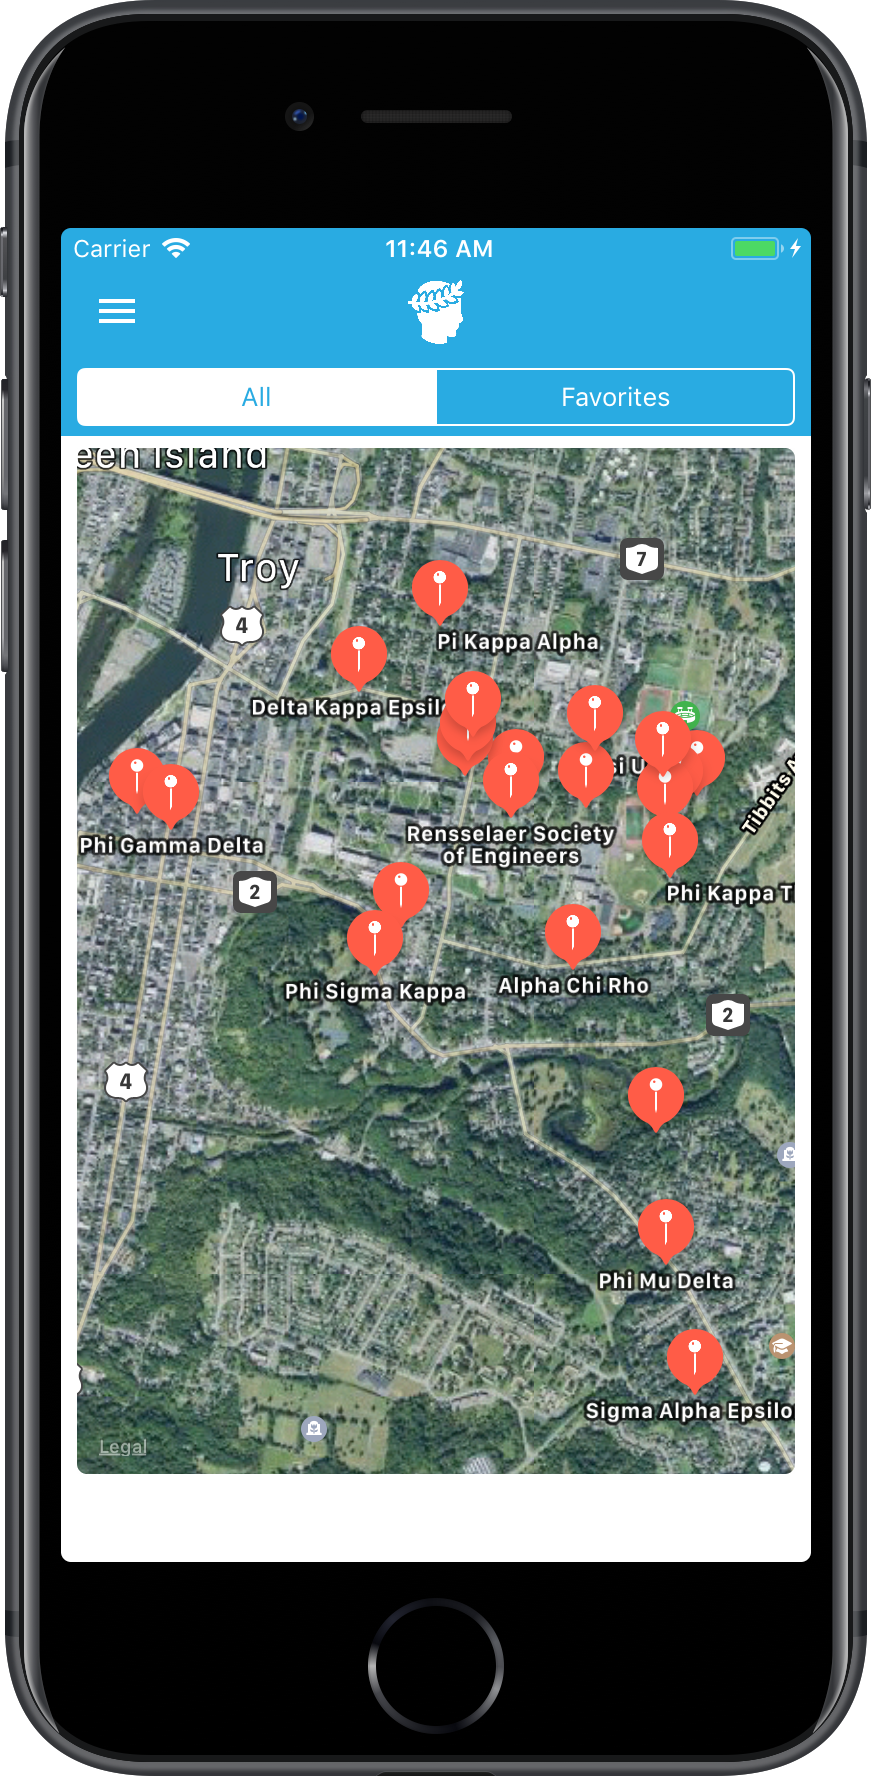 Carrier
11:46 AM
All
Favorites
een Island
Troy
7
4
Pi Kappa Alpha
Delta Kappa Epsil
si U
Tibbits A
Rensselaer Society
of Engineers
Phi Gamma Delta
2
Phi Kappa T
Phi Sigma Kappa
Alpha Chi Rho
2
4
Phi Mu Delta
Sigma Alpha Epsilo
Legal